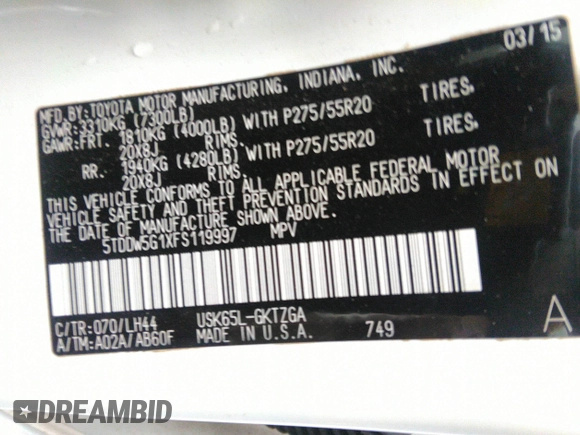 03/15
MFD.BY:TOYOTA MOTOR MANUFACTURING, INDIANA, INC.
GVWR:3310KG (7300LB)
GAWR:FRT. 1810KG (4000LB) WITH P275/55R20 TIRES,
20X8J RIMS.
RR. 1940KG (4280LB) WITH P275/55R20 TIRES,
20X8J RIMS.
THIS VEHICLE CONFORMS TO ALL APPLICABLE FEDERAL MOTOR
VEHICLE SAFETY AND THEFT PREVENTION STANDARDS IN EFFECT ON
THE DATE OF MANUFACTURE SHOWN ABOVE.
5TDDW5G1XFS119997 MPV
C/TR:070/LH44 USK65L-GKTZGA
A/TM:A02A/AB60F MADE IN U.S.A. 749
A
DREAMBID